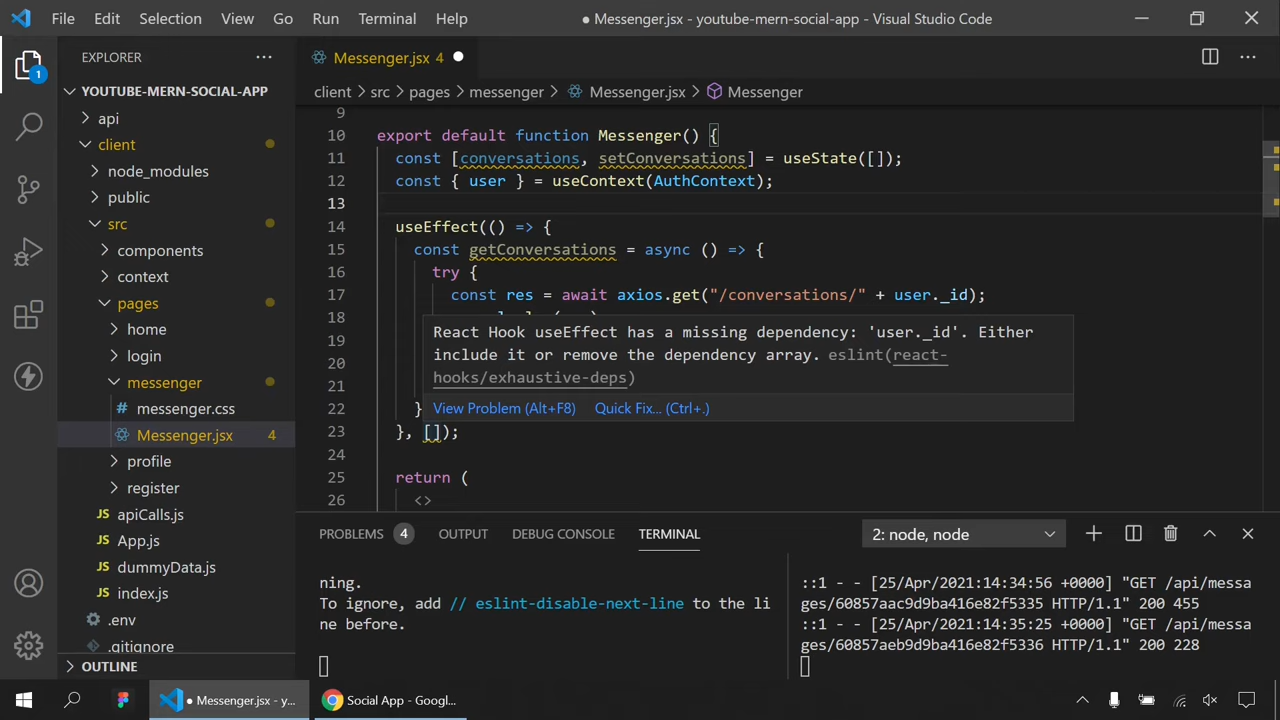 File Edit Selection View Go Run Terminal Help
● Messenger.jsx - youtube-mern-social-app - Visual Studio Code
EXPLORER
Messenger.jsx 4
1
YOUTUBE-MERN-SOCIAL-APP
api
client
node_modules
public
src
components
context
pages
home
login
messenger
# messenger.css
Messenger.jsx 4
profile
register
JS apiCalls.js
JS App.js
JS dummyData.js
JS index.js
.env
.gitignore
OUTLINE
client > src > pages > messenger > Messenger.jsx > Messenger
9
10 export default function Messenger() {
11 const [conversations, setConversations] = useState([]);
12 const { user } = useContext(AuthContext);
13
14 useEffect(() => {
15 const getConversations = async () => {
16 try {
17 const res = await axios.get("/conversations/" + user._id);
18
19
20
21
22 }
23 }, []);
24
25 return (
26 <>
React Hook useEffect has a missing dependency: 'user._id'. Either
include it or remove the dependency array. eslint(react-
hooks/exhaustive-deps)
View Problem (Alt+F8) Quick Fix... (Ctrl+.)
PROBLEMS 4 OUTPUT DEBUG CONSOLE TERMINAL
2: node, node
ning.
To ignore, add // eslint-disable-next-line to the li
ne before.
::1 - - [25/Apr/2021:14:34:56 +0000] "GET /api/messa
ges/60857aac9d9ba416e82f5335 HTTP/1.1" 200 455
::1 - - [25/Apr/2021:14:35:25 +0000] "GET /api/messa
ges/60857aeb9d9ba416e82f5336 HTTP/1.1" 200 228
● Messenger.jsx - y...
Social App - Googl...